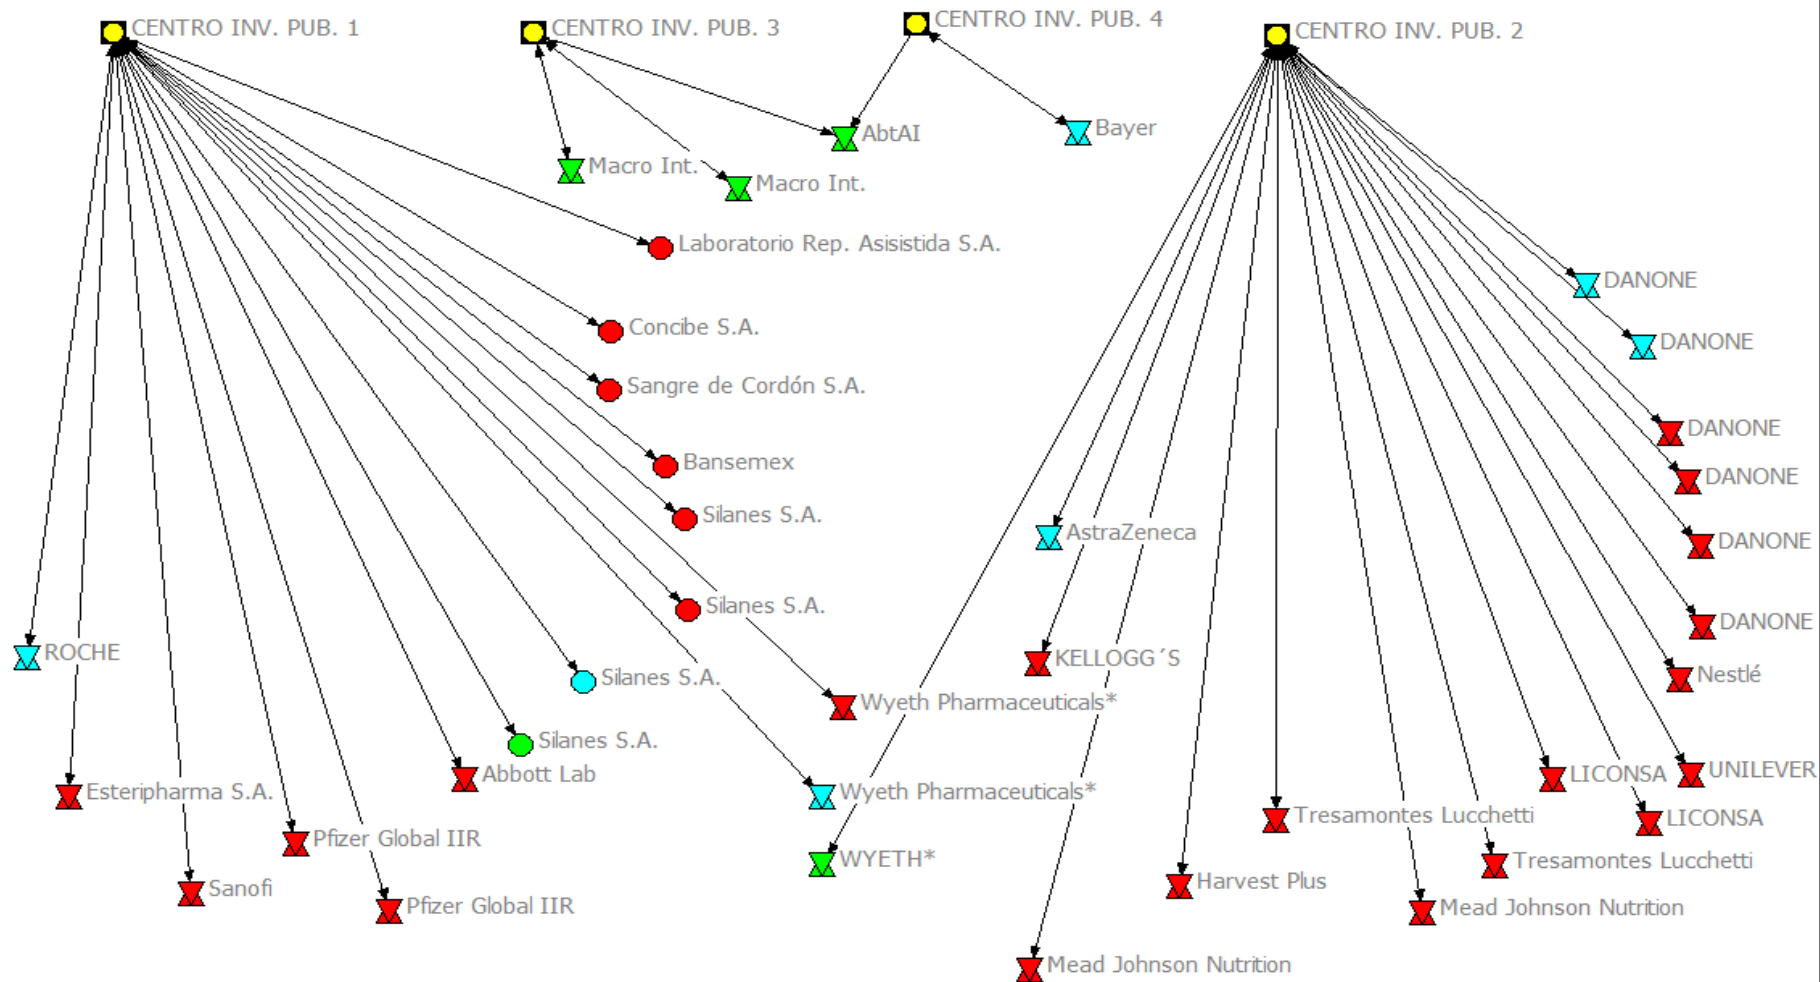 CENTRO INV. PUB. 1
CENTRO INV. PUB. 3
CENTRO INV. PUB. 4
CENTRO INV. PUB. 2
AbtAI
Bayer
Macro Int.
Macro Int.
Laboratorio Rep. Asisistida S.A.
DANONE
Concibe S.A.
DANONE
Sangre de Cordón S.A.
DANONE
Bansemex
DANONE
Silanes S.A.
AstraZeneca
DANONE
Silanes S.A.
DANONE
ROCHE
KELLOGG´S
Silanes S.A.
Nestlé
Wyeth Pharmaceuticals*
Silanes S.A.
Abbott Lab
LICONSA
UNILEVER
Esteripharma S.A.
Wyeth Pharmaceuticals*
Tresamontes Lucchetti
LICONSA
Pfizer Global IIR
WYETH*
Tresamontes Lucchetti
Sanofi
Harvest Plus
Pfizer Global IIR
Mead Johnson Nutrition
Mead Johnson Nutrition